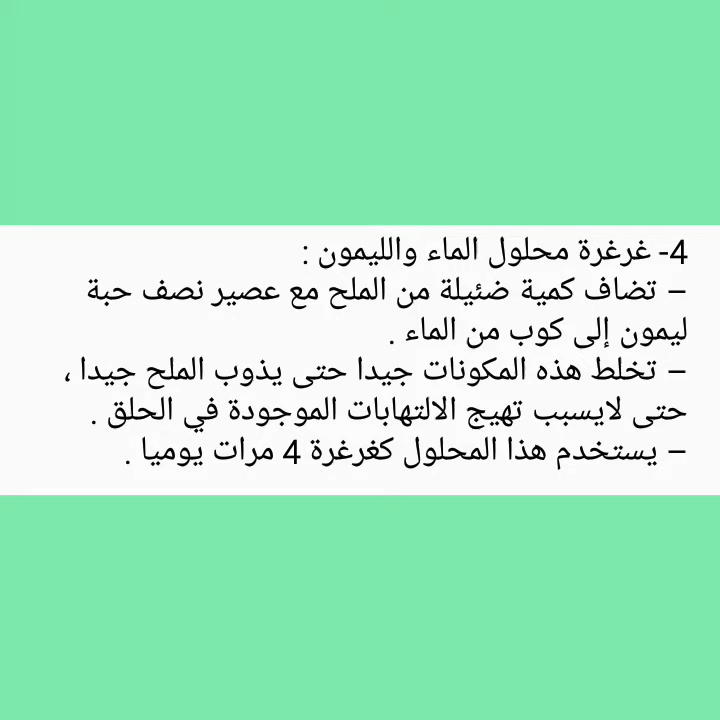 4- غرغرة محلول الماء والليمون :
– تضاف كمية ضئيلة من الملح مع عصير نصف حبة
ليمون إلى كوب من الماء .
– تخلط هذه المكونات جيدا حتى يذوب الملح جيدا ،
حتى لايسبب تهيج الالتهابات الموجودة في الحلق .
– يستخدم هذا المحلول كغرغرة 4 مرات يوميا .